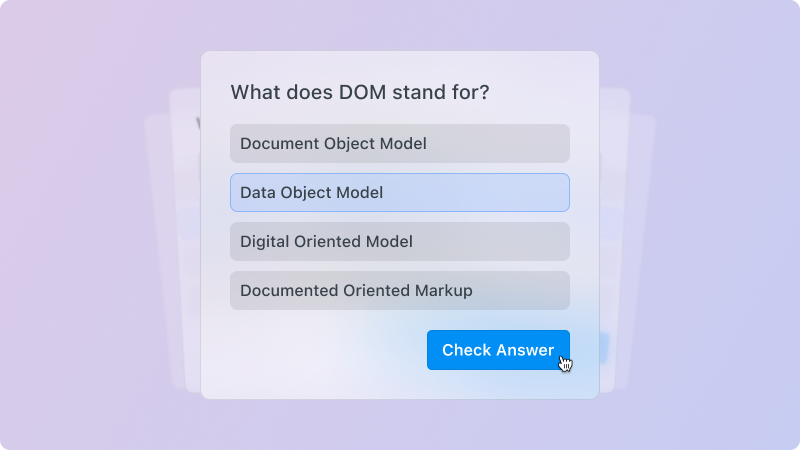 What does DOM stand for?
Document Object Model
Data Object Model
Digital Oriented Model
Documented Oriented Markup
Check Answer